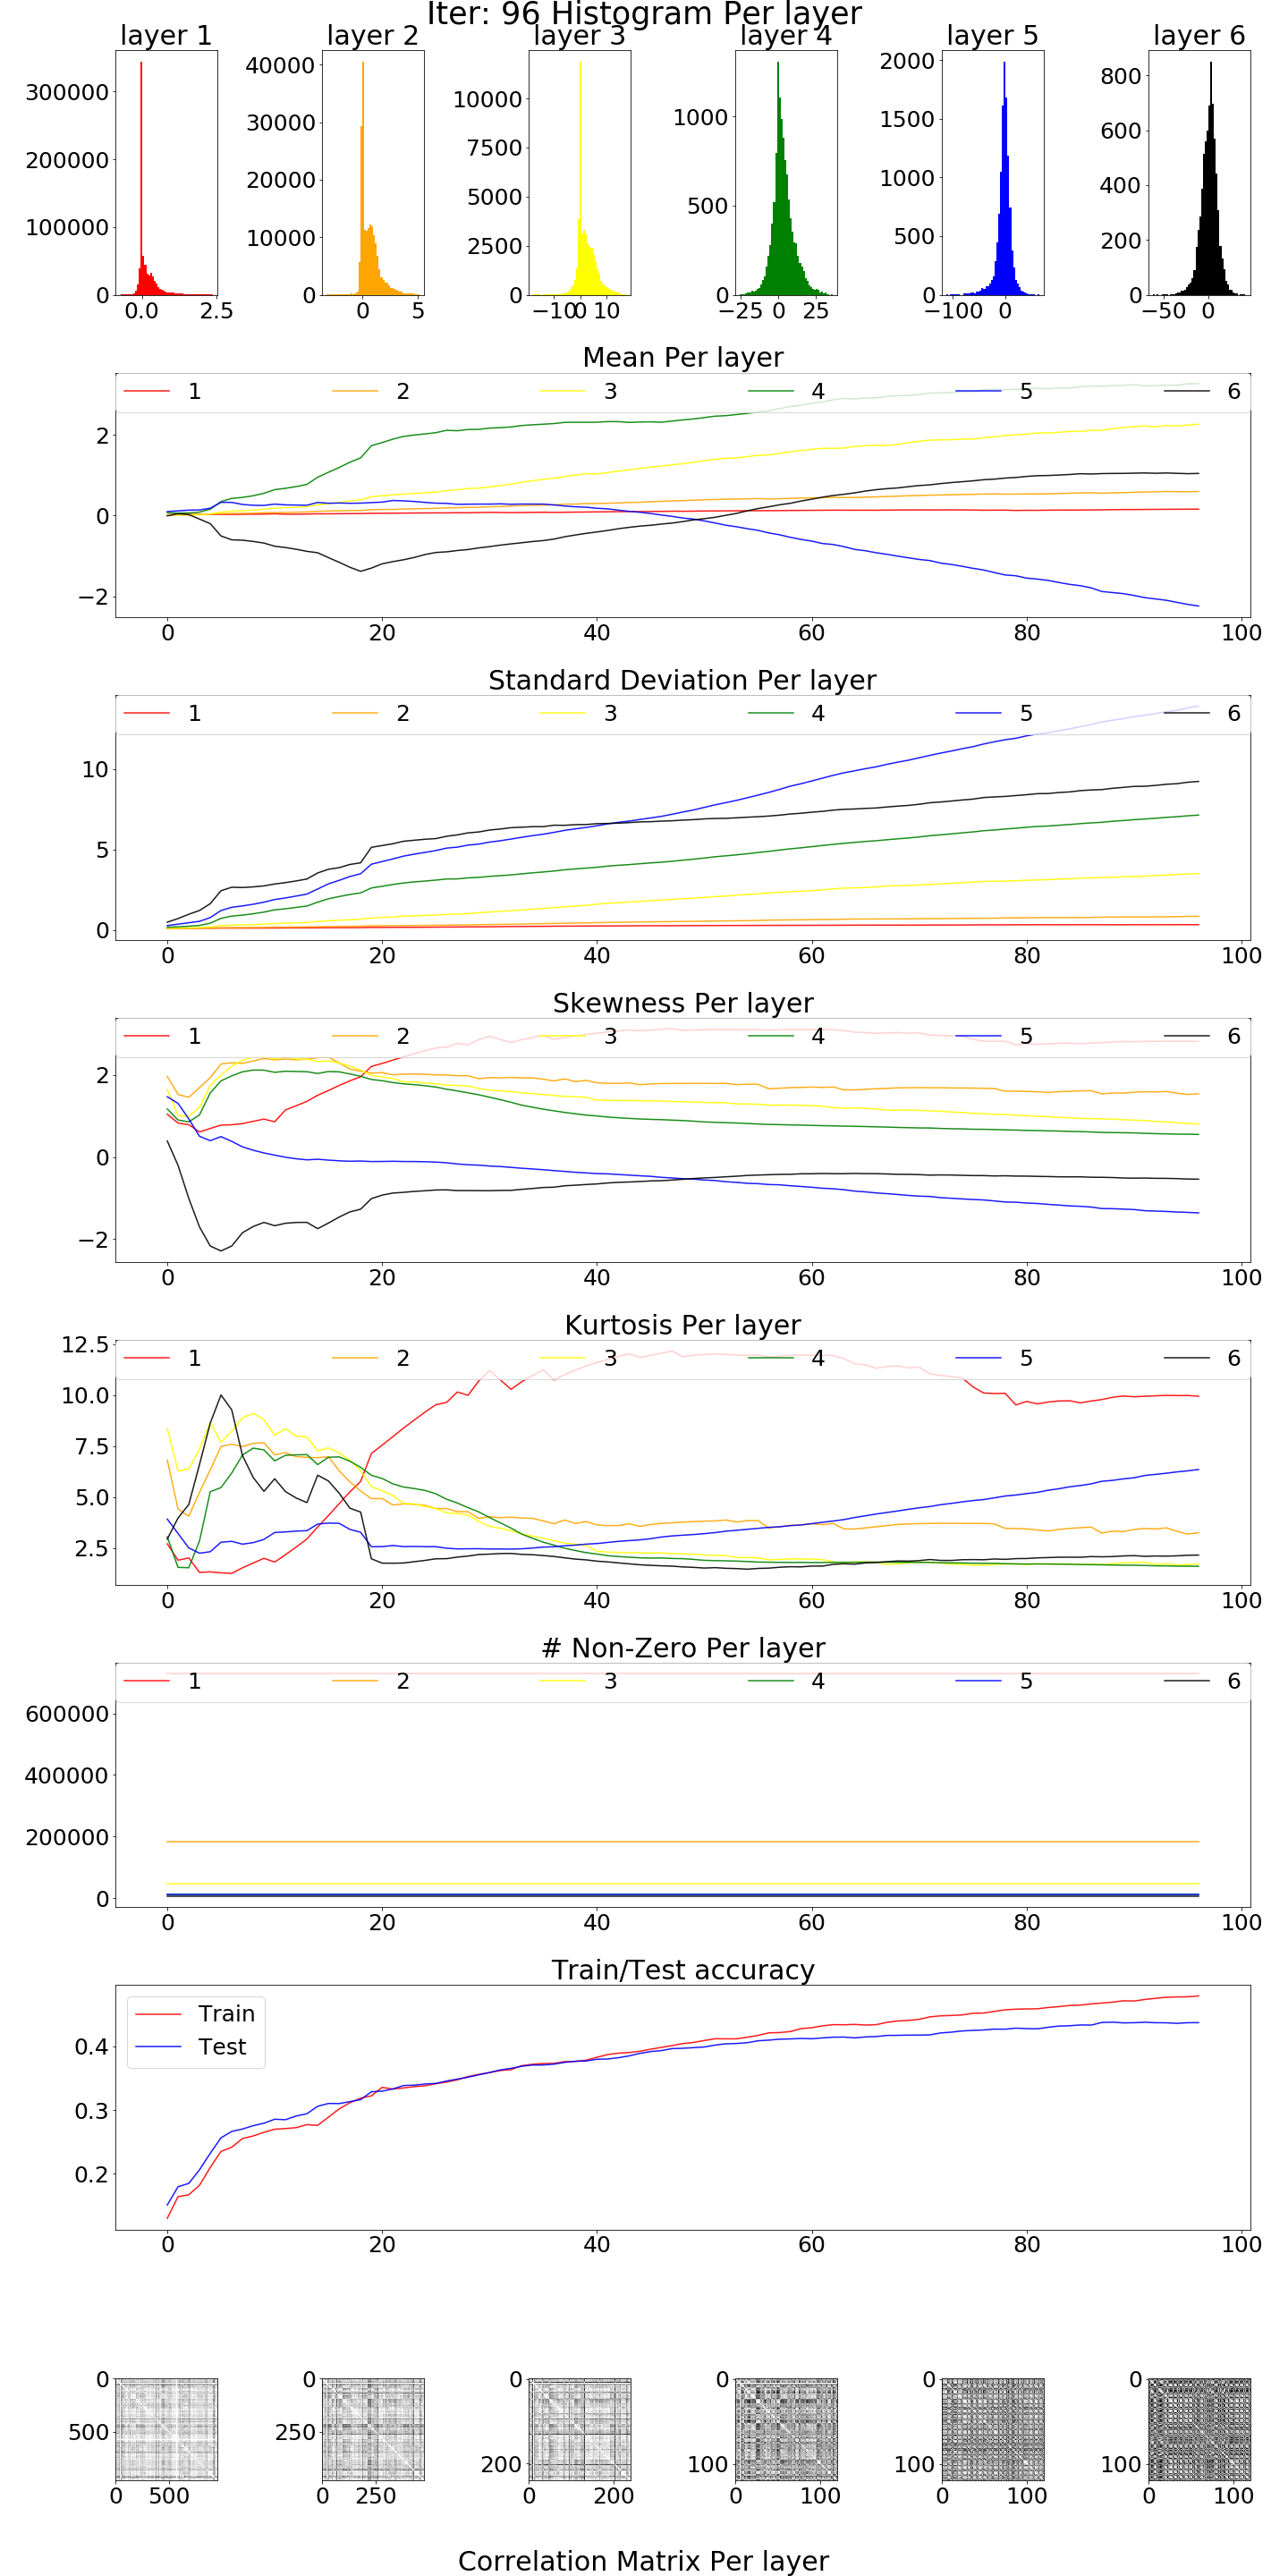 Iter: 96 Histogram Per layer
layer 1 layer 2 layer 3 layer 4 layer 5 layer 6
300000
200000
100000
0
0.0 2.5
40000
30000
20000
10000
0
0 5
10000
7500
5000
2500
0
−10 0 10
1000
500
0
−25 0 25
2000
1500
1000
500
0
−100 0
800
600
400
200
0
−50 0
Mean Per layer
1 2 3 4 5 6
2
0
−2
0 20 40 60 80 100
Standard Deviation Per layer
1 2 3 4 5 6
10
5
0
0 20 40 60 80 100
Skewness Per layer
1 2 3 4 5 6
2
0
−2
0 20 40 60 80 100
Kurtosis Per layer
1 2 3 4 5 6
12.5
10.0
7.5
5.0
2.5
0 20 40 60 80 100
# Non-Zero Per layer
1 2 3 4 5 6
600000
400000
200000
0
0 20 40 60 80 100
Train/Test accuracy
Train
Test
0.4
0.3
0.2
0 20 40 60 80 100
0
500
0 500
0
250
0 250
0
200
0 200
0
100
0 100
0
100
0 100
0
100
0 100
Correlation Matrix Per layer